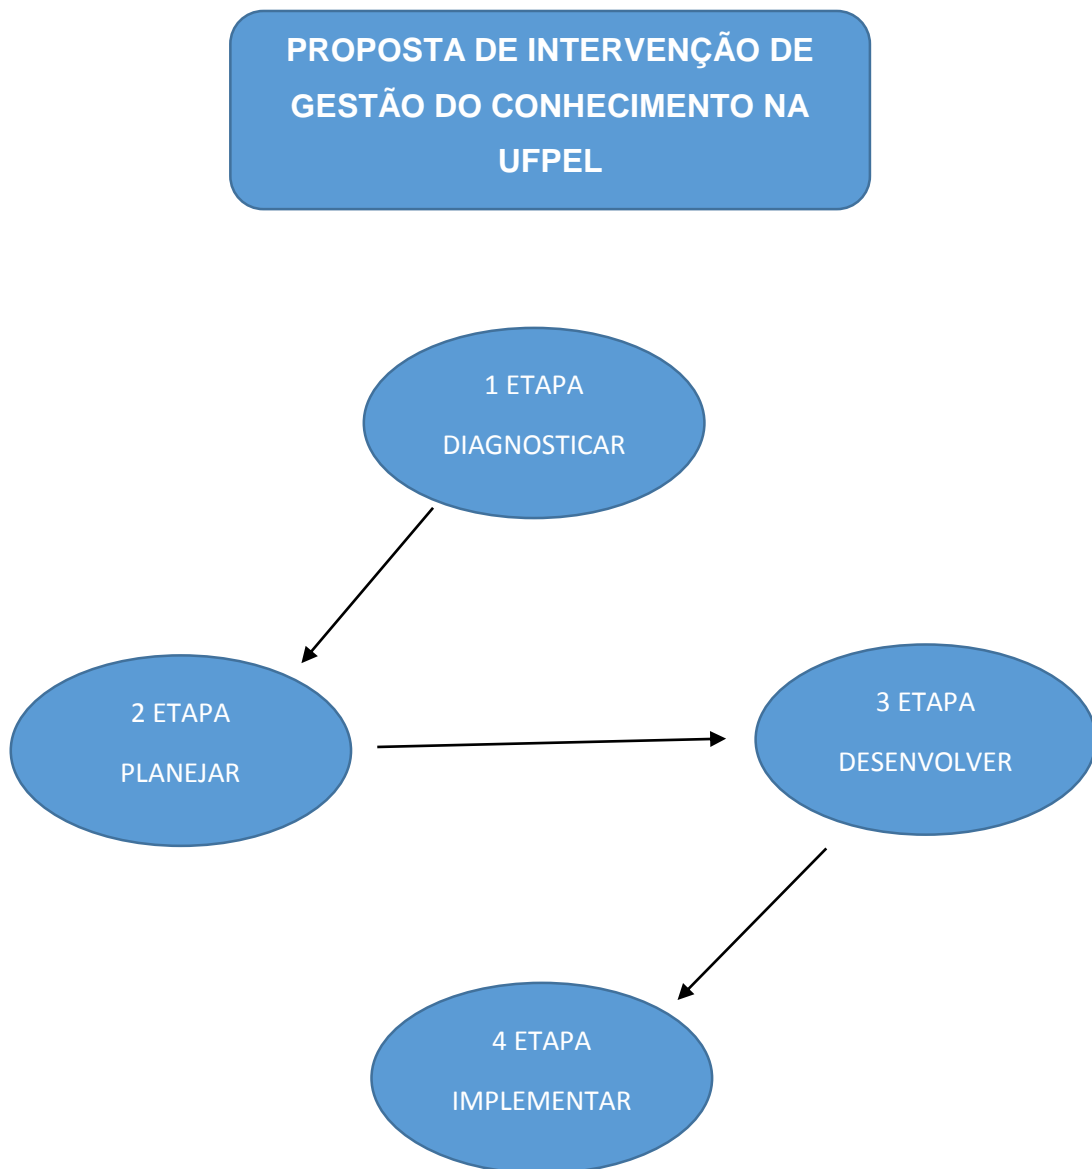 PROPOSTA DE INTERVENÇÃO DE
GESTÃO DO CONHECIMENTO NA
UFPEL
1 ETAPA
DIAGNOSTICAR
2 ETAPA
PLANEJAR
3 ETAPA
DESENVOLVER
4 ETAPA
IMPLEMENTAR